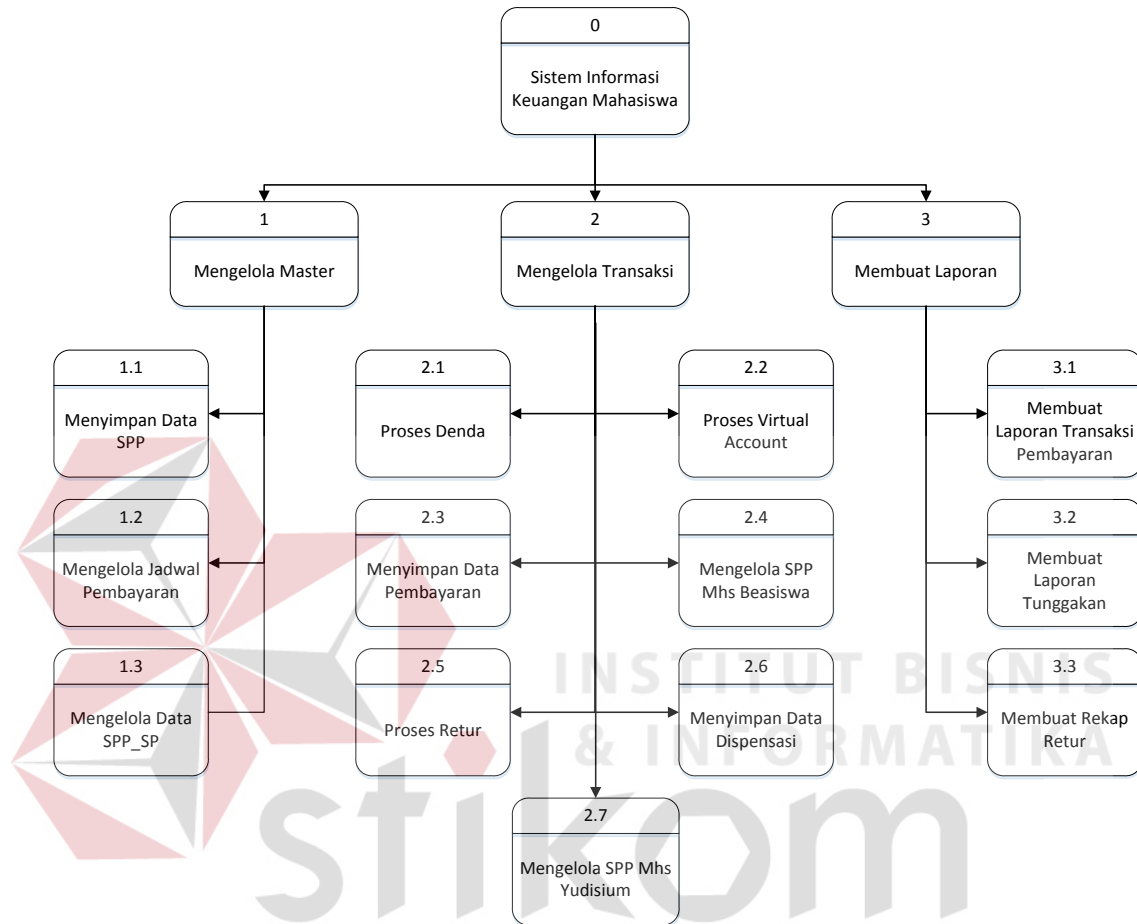 0
Sistem Informasi
Keuangan Mahasiswa
1
Mengelola Master
2
Mengelola Transaksi
3
Membuat Laporan
1.1
Menyimpan Data
SPP
2.1
Proses Denda
2.2
Proses Virtual
Account
3.1
Membuat
Laporan Transaksi
Pembayaran
1.2
Mengelola Jadwal
Pembayaran
2.3
Menyimpan Data
Pembayaran
2.4
Mengelola SPP
Mhs Beasiswa
3.2
Membuat
Laporan
Tunggakan
1.3
Mengelola Data
SPP_SP
2.5
Proses Retur
2.6
Menyimpan Data
Dispensasi
3.3
Membuat Rekap
Retur
2.7
Mengelola SPP Mhs
Yudisium
INSTITUT BISNIS
& INFORMATIKA
stikom